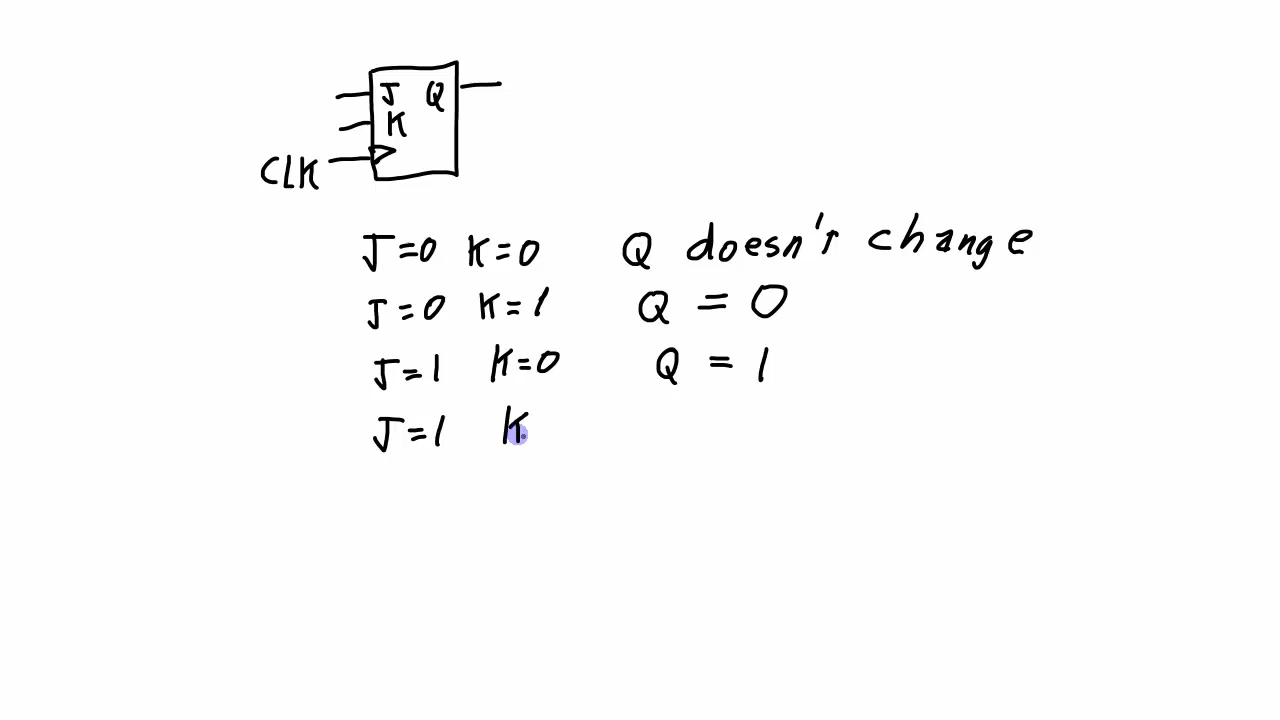 J Q
K
CLK
J=0 K=0 Q doesn't change
J=0 K=1 Q = 0
J=1 K=0 Q = 1
J=1 K